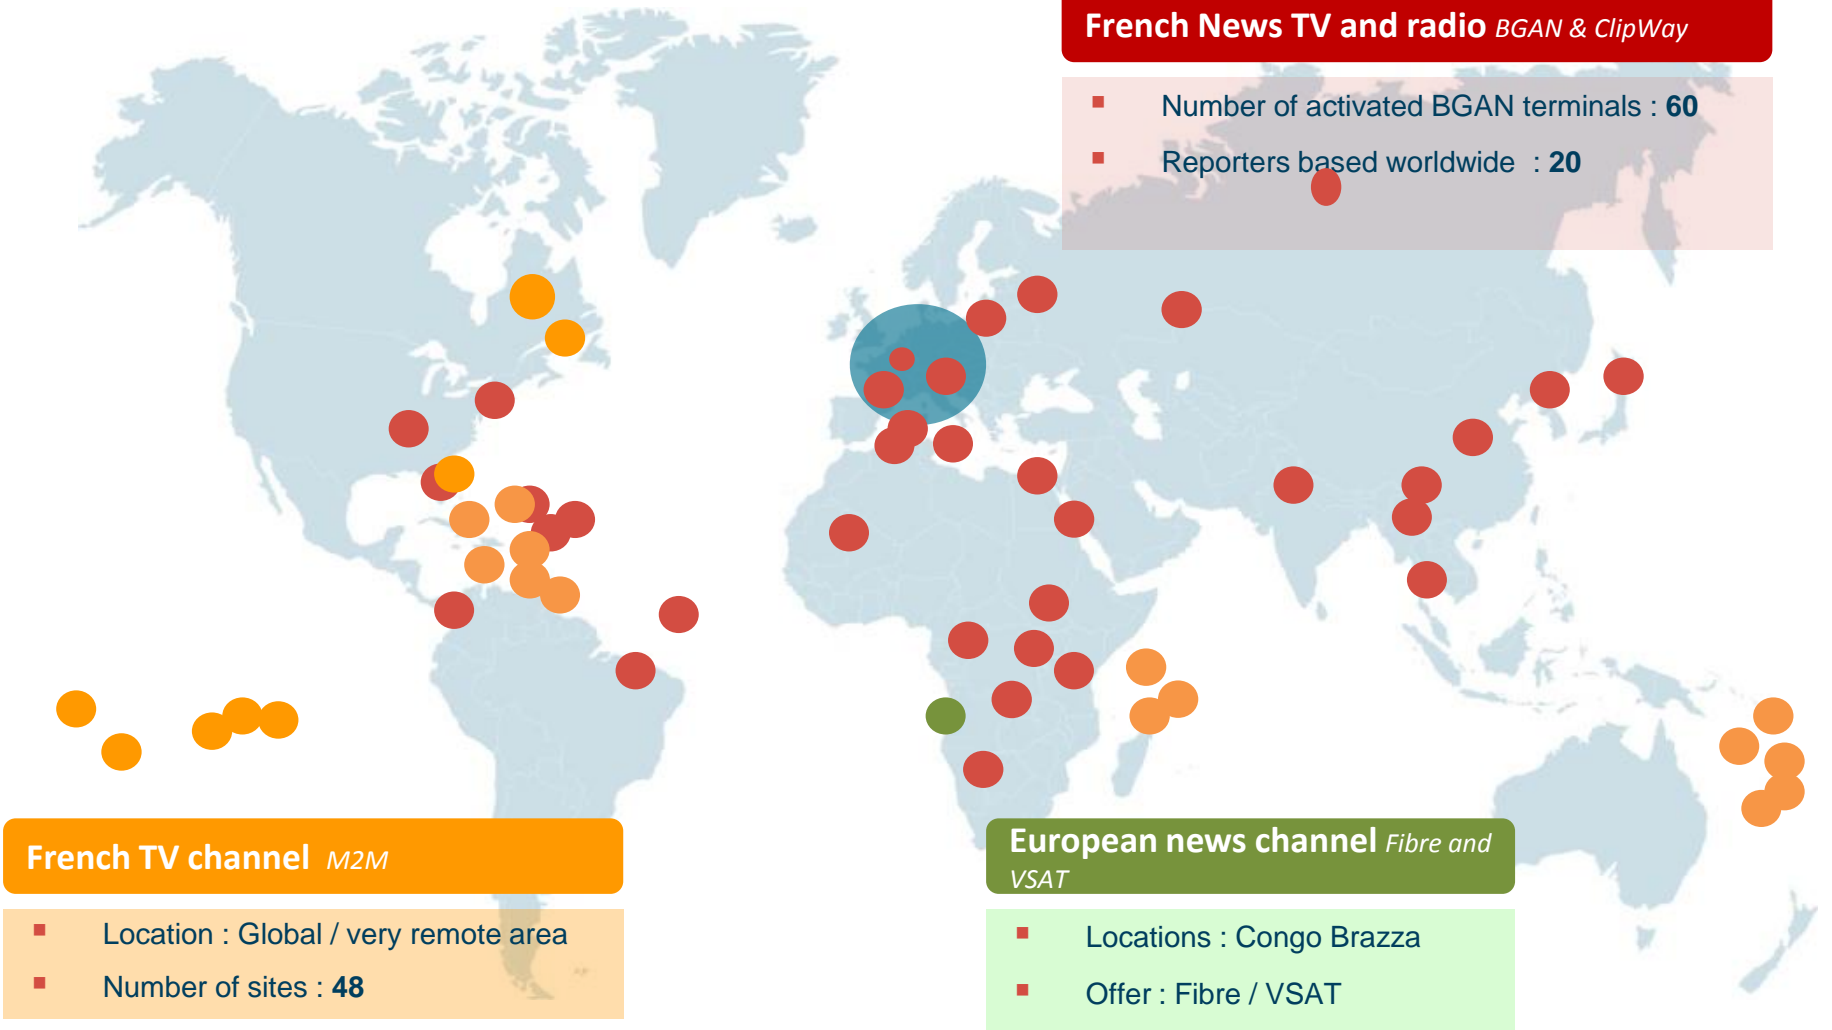 French News TV and radio BGAN & ClipWay
▪ Number of activated BGAN terminals : 60
▪ Reporters based worldwide : 20
French TV channel M2M
▪ Location : Global / very remote area
▪ Number of sites : 48
European news channel Fibre and
VSAT
▪ Locations : Congo Brazza
▪ Offer : Fibre / VSAT